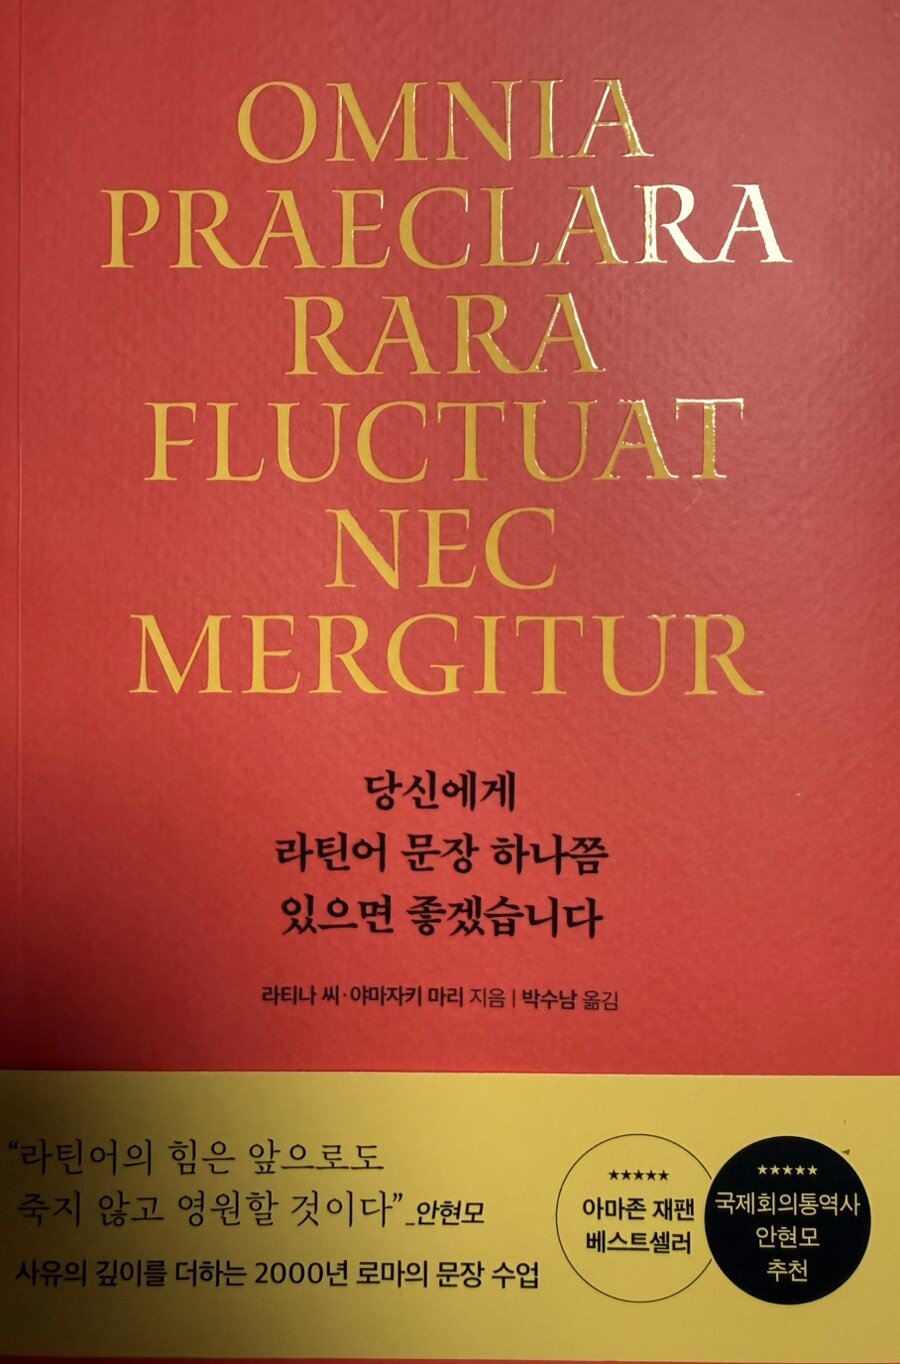 OMNIA
PRAECLARA
RARA
FLUCTUAT
NEC
MERGITUR
당신에게
라틴어 문장 하나쯤
있으면 좋겠습니다
라티나 씨·야마자키 마리 지음 | 박수남 옮김
“라틴어의 힘은 앞으로도
죽지 않고 영원할 것이다”_안현모
사유의 깊이를 더하는 2000년 로마의 문장 수업
★★★★★
아마존 재팬
베스트셀러
★★★★★
국제회의통역사
안현모
추천